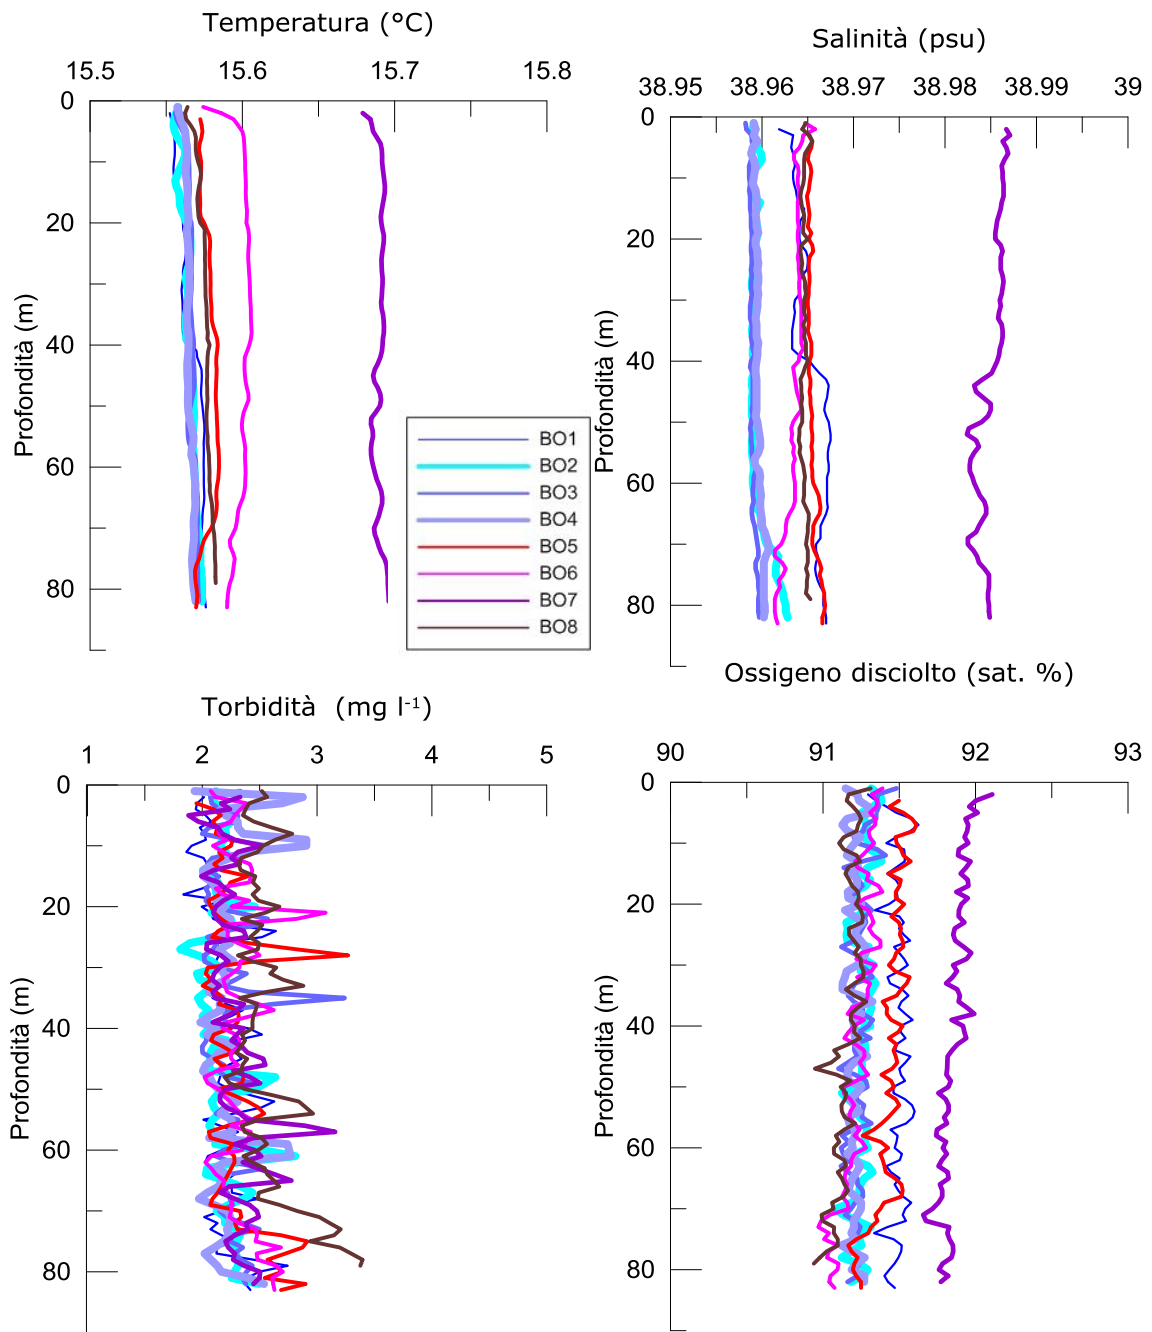 Temperatura (°C)
15.5 15.6 15.7 15.8
0
20
40
60
80
Profondità (m)
Salinità (psu)
38.95 38.96 38.97 38.98 38.99 39
0
20
40
60
80
Profondità (m)
BO1
BO2
BO3
BO4
BO5
BO6
BO7
BO8
Torbidità (mg l-1)
1 2 3 4 5
0
20
40
60
80
Profondità (m)
Ossigeno disciolto (sat. %)
90 91 92 93
0
20
40
60
80
Profondità (m)